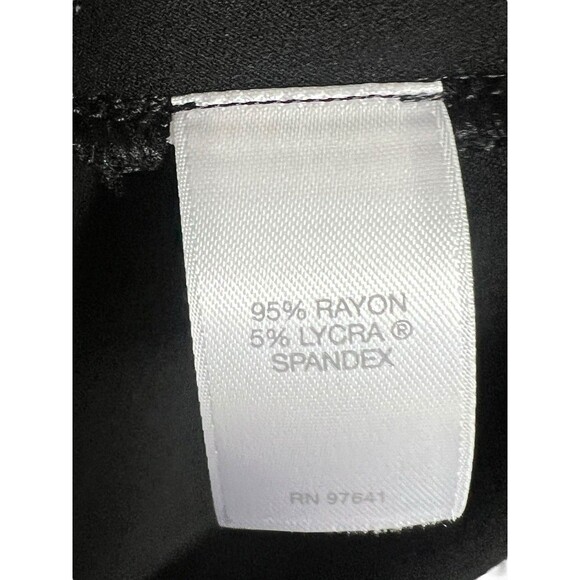 95% RAYON
5% LYCRA ®
SPANDEX
RN 97641